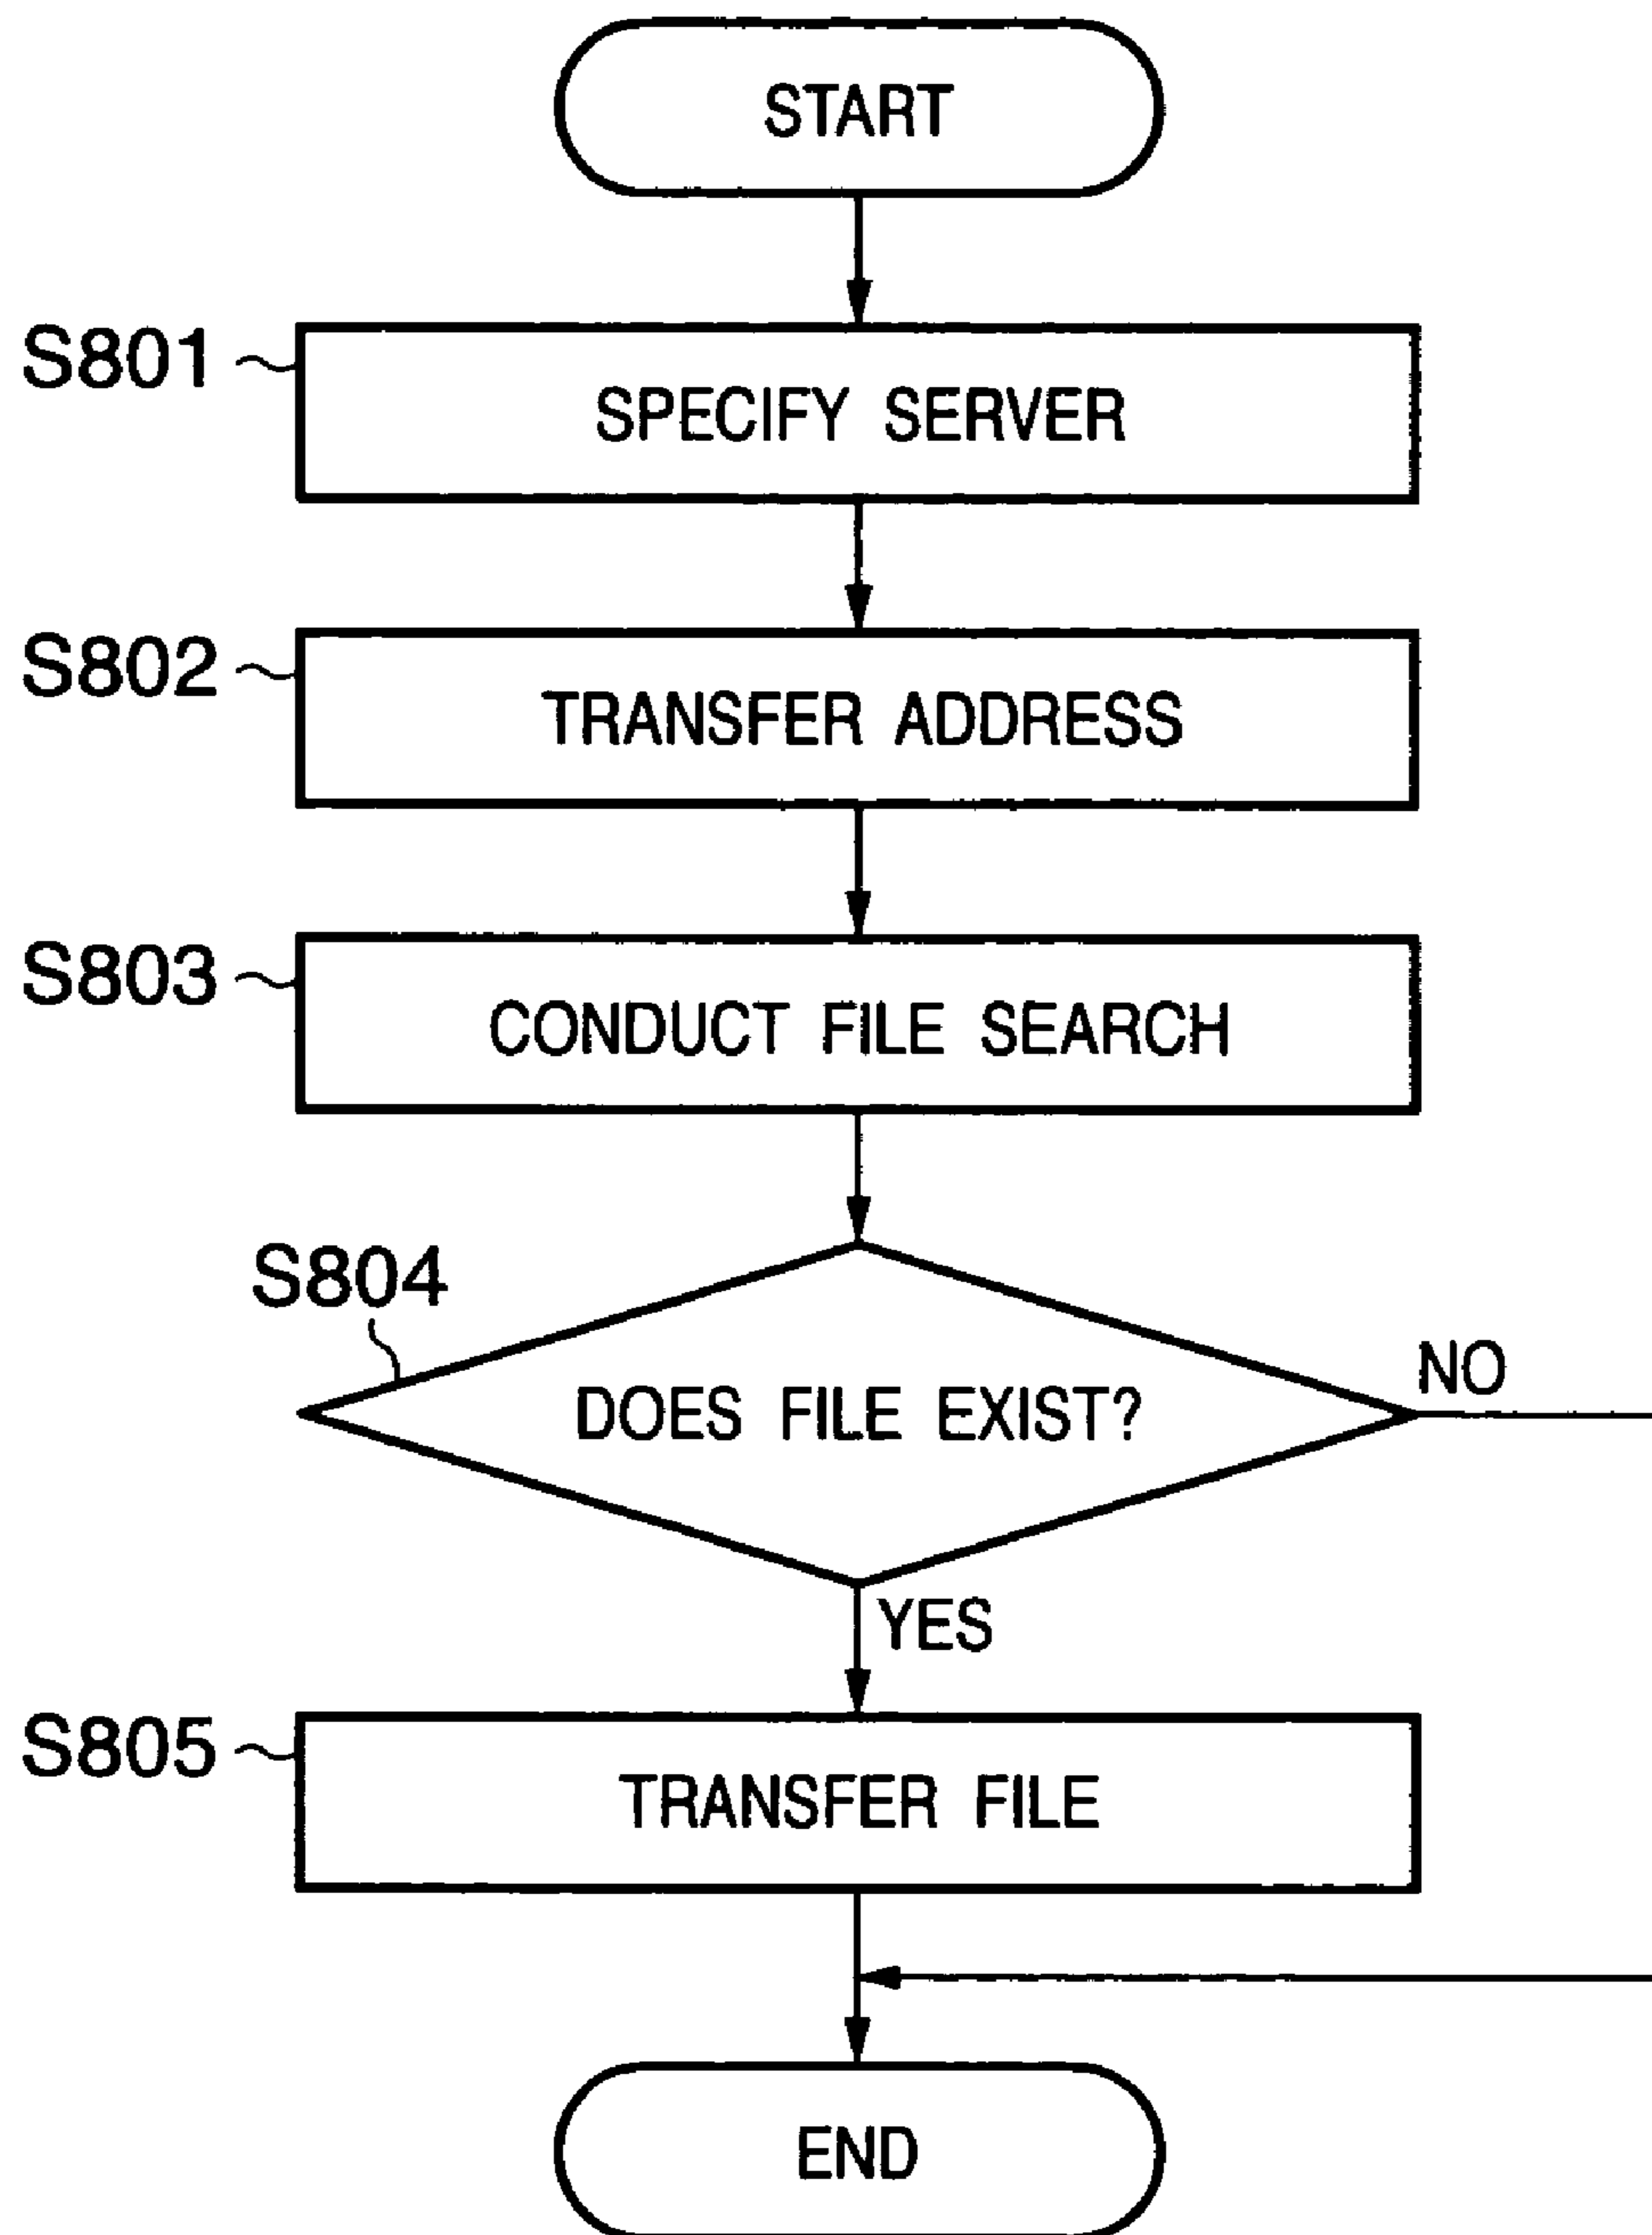 START
S801
SPECIFY SERVER
S802
TRANSFER ADDRESS
S803
CONDUCT FILE SEARCH
S804
DOES FILE EXIST?
NO
YES
S805
TRANSFER FILE
END